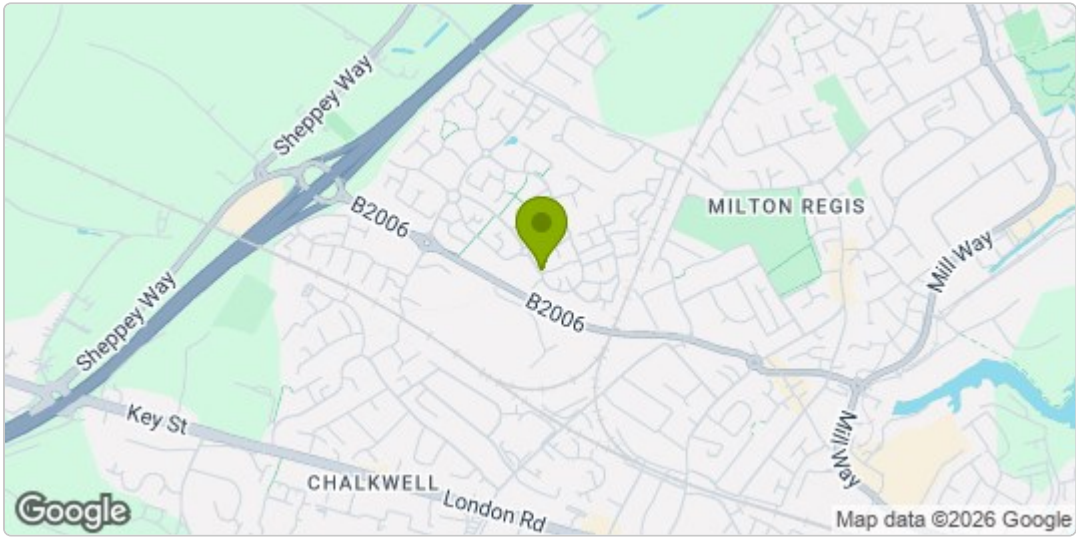 Sheppey Way
B2006
MILTON REGIS
Mill Way
Sheppey Way
B2006
Key St
Mill Way
CHALKWELL
London Rd
Google
Map data ©2026 Google